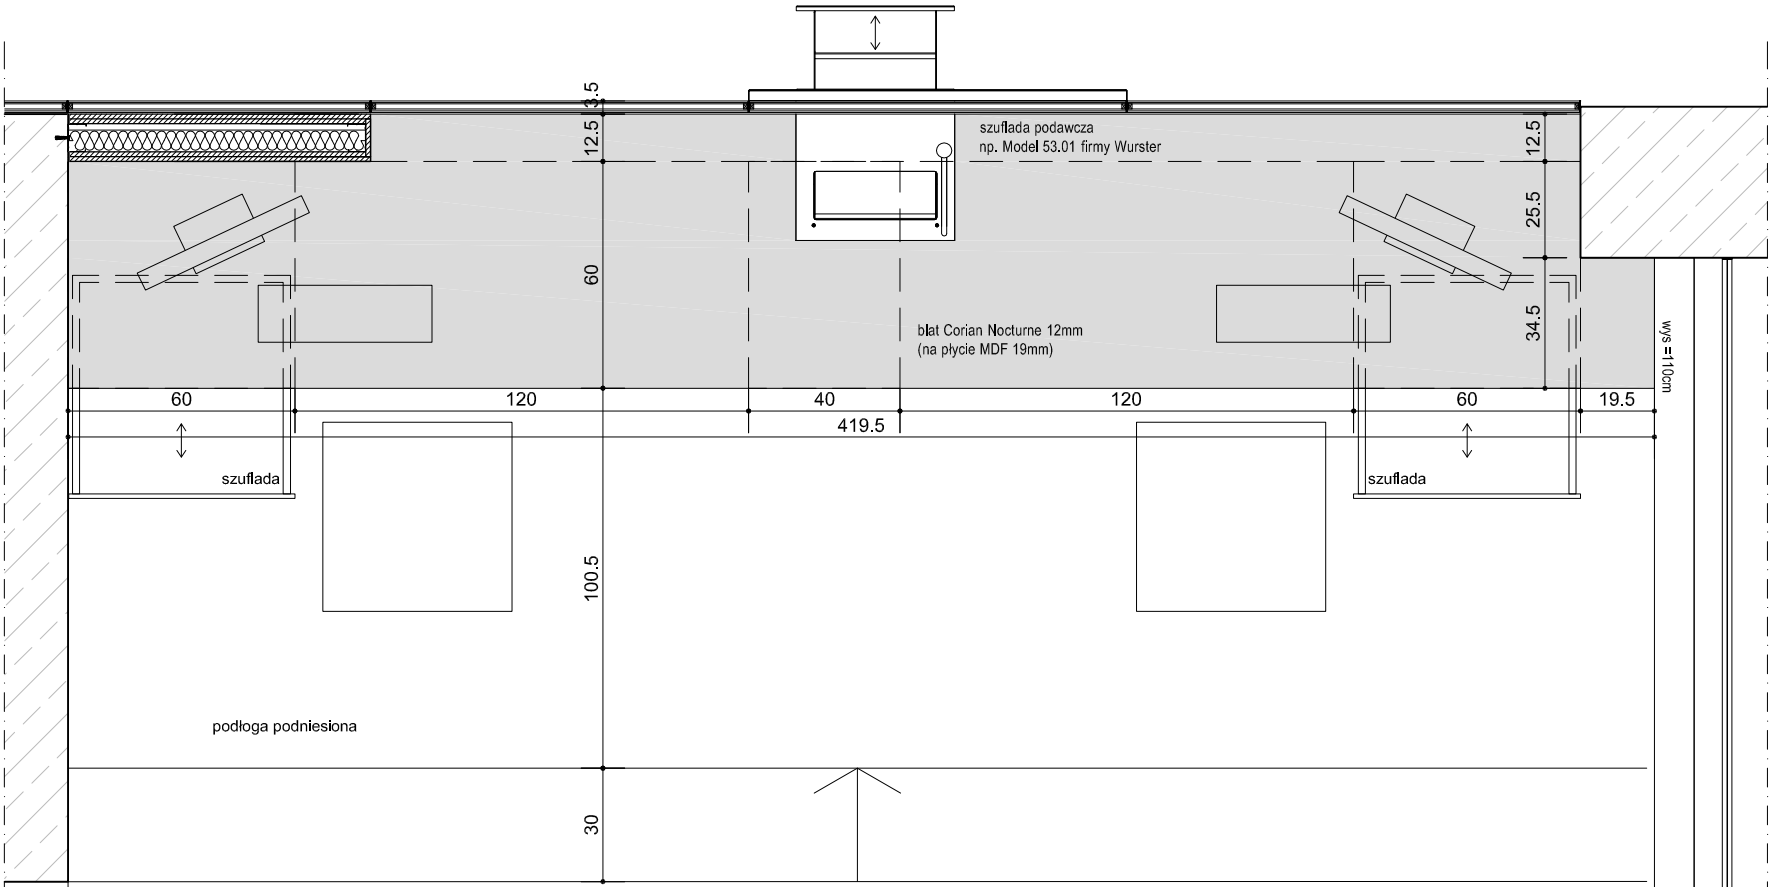 3.5
12.5
szuflada podawcza
np. Model 53.01 firmy Wurster
12.5
25.5
60
34.5
blat Corian Nocturne 12mm
(na płycie MDF 19mm)
wys =110cm
60
120
40
120
60
19.5
419.5
szuflada
szuflada
100.5
podłoga podniesiona
30